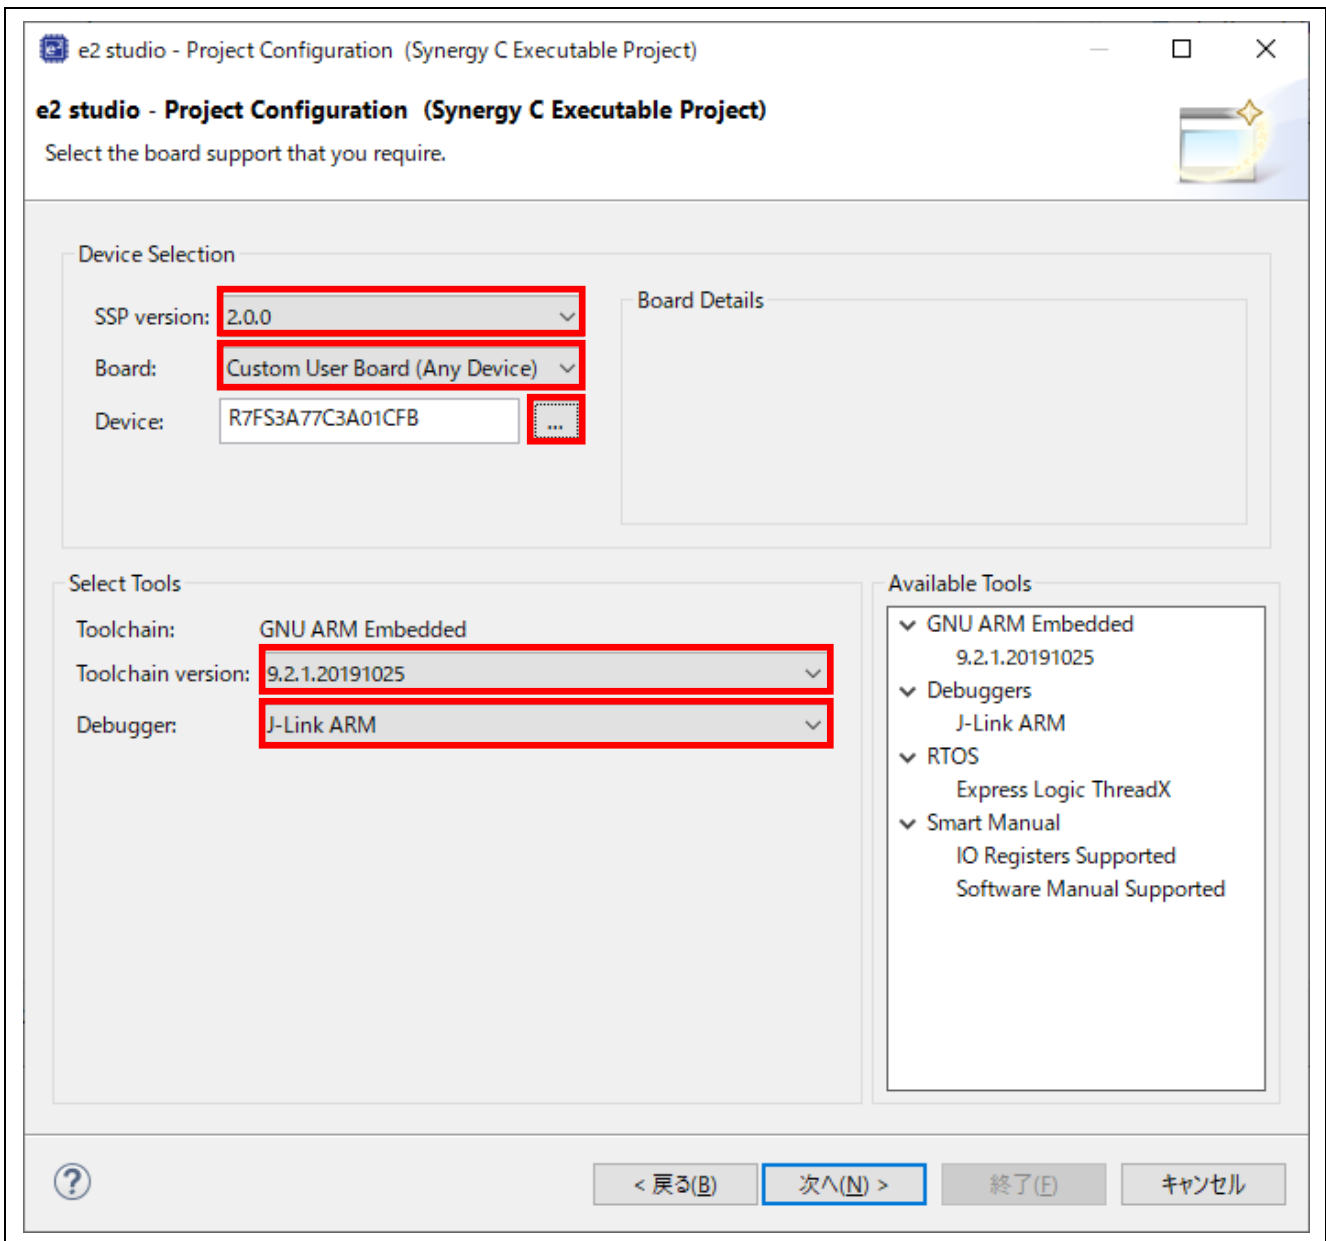 e2 studio - Project Configuration (Synergy C Executable Project)
e2 studio - Project Configuration (Synergy C Executable Project)
Select the board support that you require.
Device Selection
SSP version: 2.0.0
Board: Custom User Board (Any Device)
Device: R7FS3A77C3A01CFB ...
Board Details
Select Tools
Toolchain: GNU ARM Embedded
Toolchain version: 9.2.1.20191025
Debugger: J-Link ARM
Available Tools
GNU ARM Embedded
9.2.1.20191025
Debuggers
J-Link ARM
RTOS
Express Logic ThreadX
Smart Manual
IO Registers Supported
Software Manual Supported
? < 戻る(B) 次へ(N) > 終了(F) キャンセル